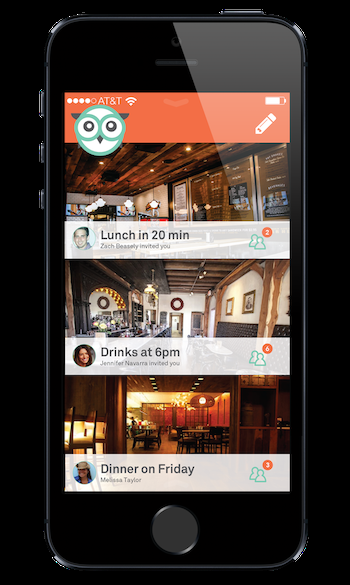 AT&T
Lunch in 20 min
2
Zach Bessely invited you
Drinks at 6pm
6
Jennifer Navarra invited you
Dinner on Friday
3
Melissa Taylor